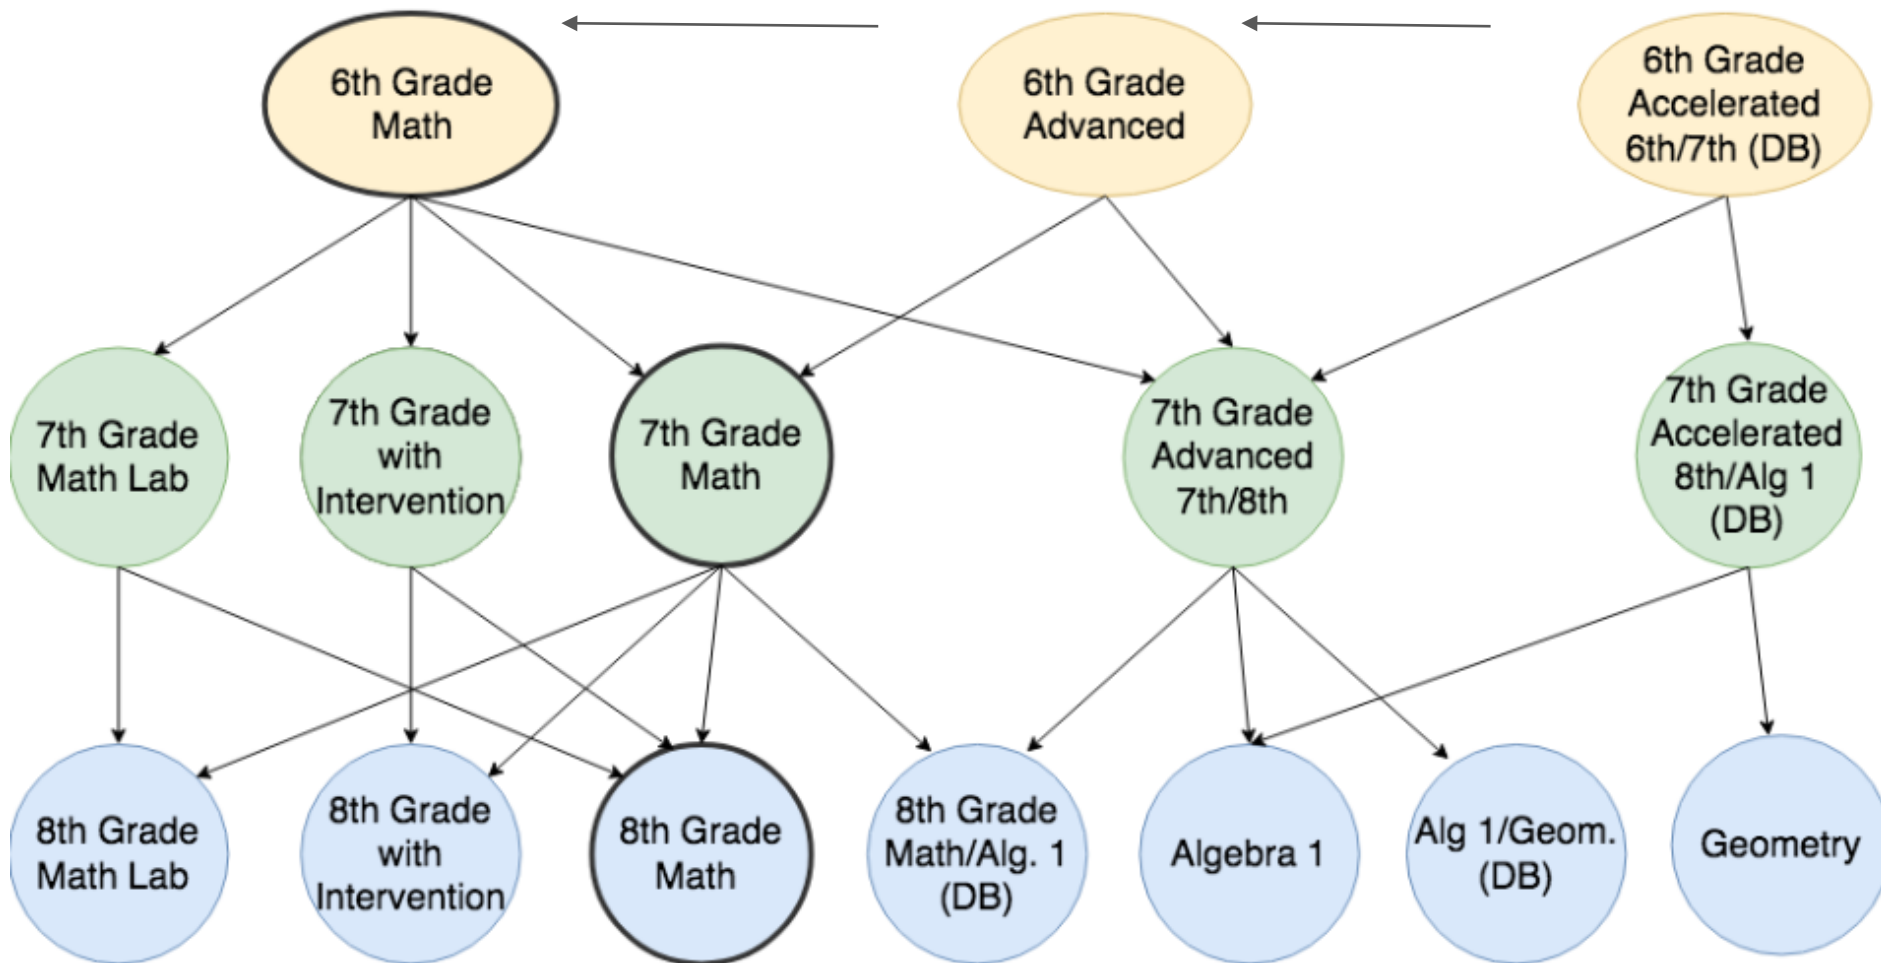 6th Grade
Math
6th Grade
Advanced
6th Grade
Accelerated
6th/7th (DB)
7th Grade
Math Lab
7th Grade
with
Intervention
7th Grade
Math
7th Grade
Advanced
7th/8th
7th Grade
Accelerated
8th/Alg 1
(DB)
8th Grade
Math Lab
8th Grade
with
Intervention
8th Grade
Math
8th Grade
Math/Alg. 1
(DB)
Algebra 1
Alg 1/Geom.
(DB)
Geometry